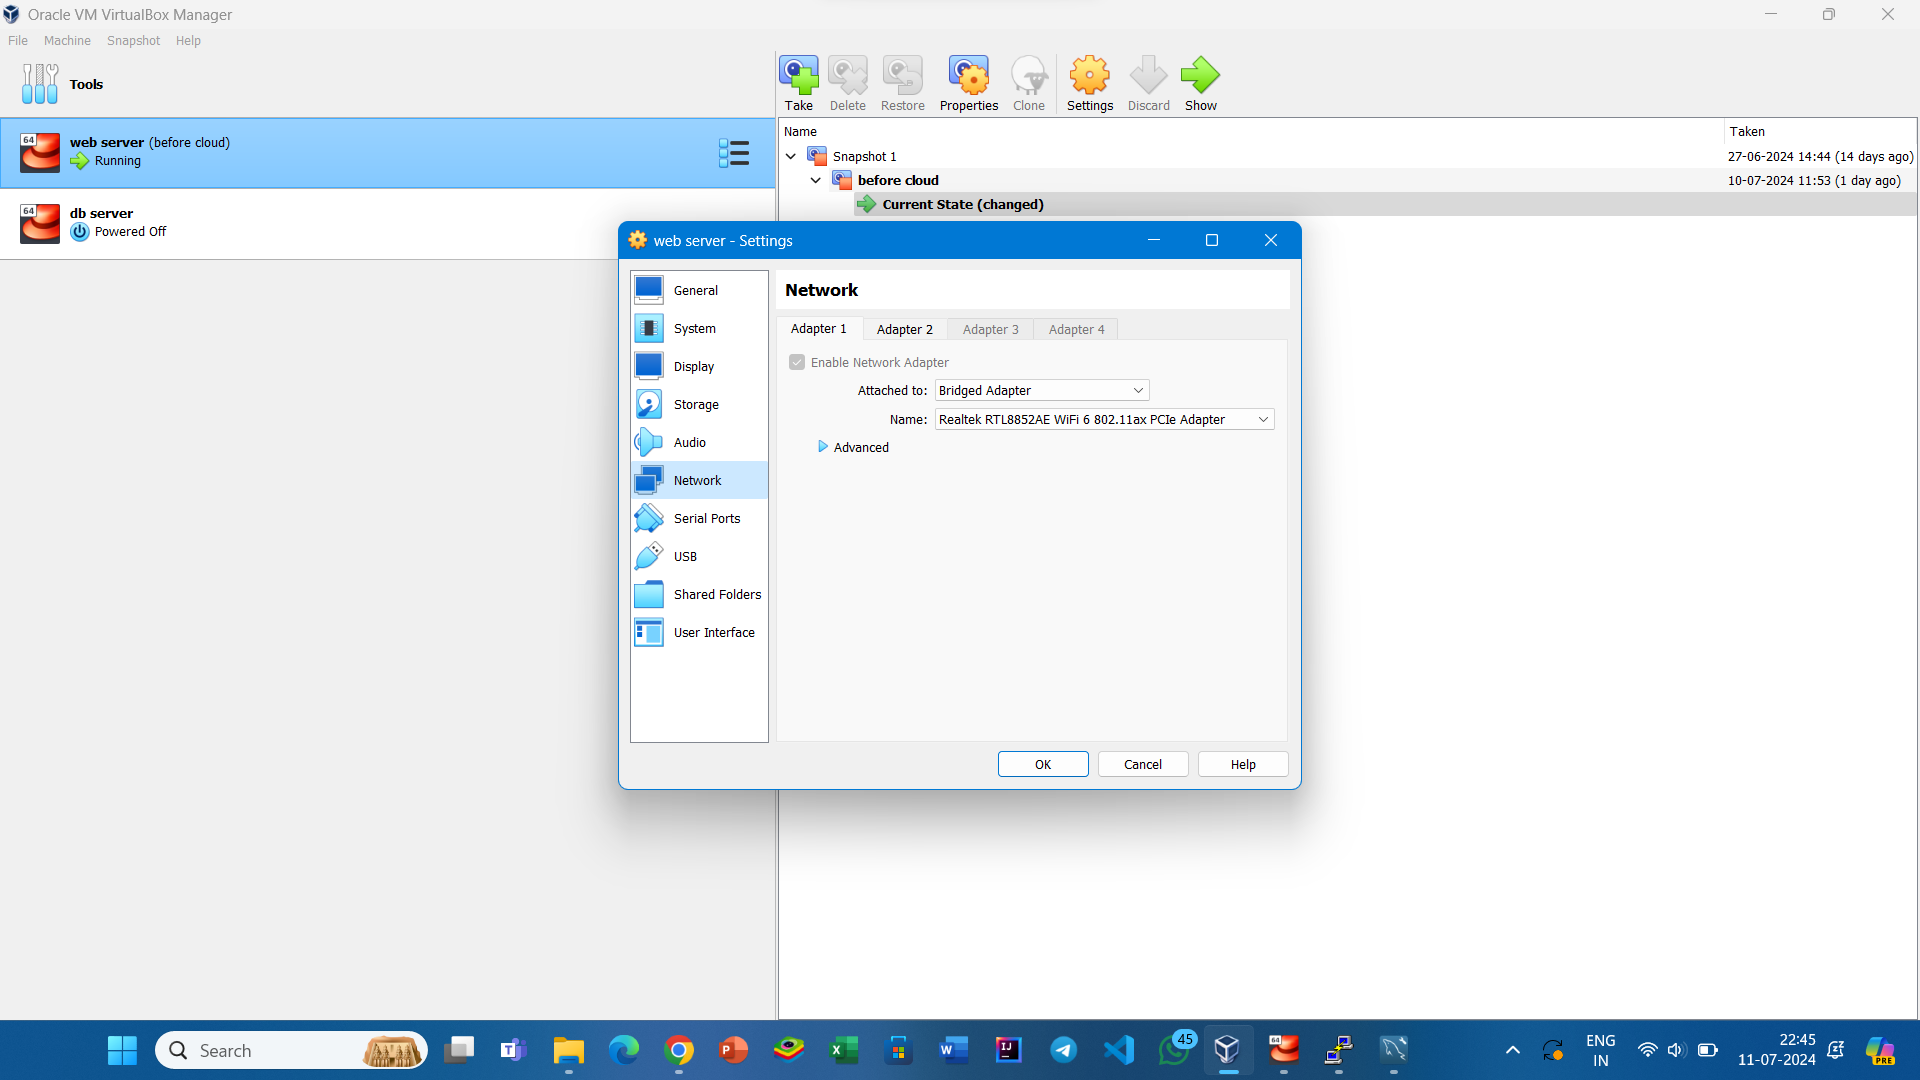 Oracle VM VirtualBox Manager
File Machine Snapshot Help
Tools
Take Delete Restore Properties Clone Settings Discard Show
64
web server (before cloud)
Running
64
db server
Powered Off
Name Taken
Snapshot 1 27-06-2024 14:44 (14 days ago)
before cloud 10-07-2024 11:53 (1 day ago)
Current State (changed)
web server - Settings
General
System
Display
Storage
Audio
Network
Serial Ports
USB
Shared Folders
User Interface
Network
Adapter 1 Adapter 2 Adapter 3 Adapter 4
Enable Network Adapter
Attached to: Bridged Adapter
Name: Realtek RTL8852AE WiFi 6 802.11ax PCIe Adapter
Advanced
OK Cancel Help
Search
45
64
ENG
IN
22:45
11-07-2024
PRE